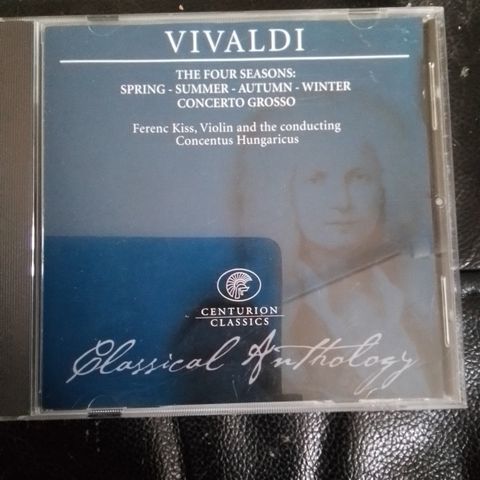 VIVALDI
THE FOUR SEASONS:
SPRING - SUMMER - AUTUMN - WINTER
CONCERTO GROSSO
Ferenc Kiss, Violin and the conducting
Concentus Hungaricus
CENTURION
CLASSICS
Classical Anthology